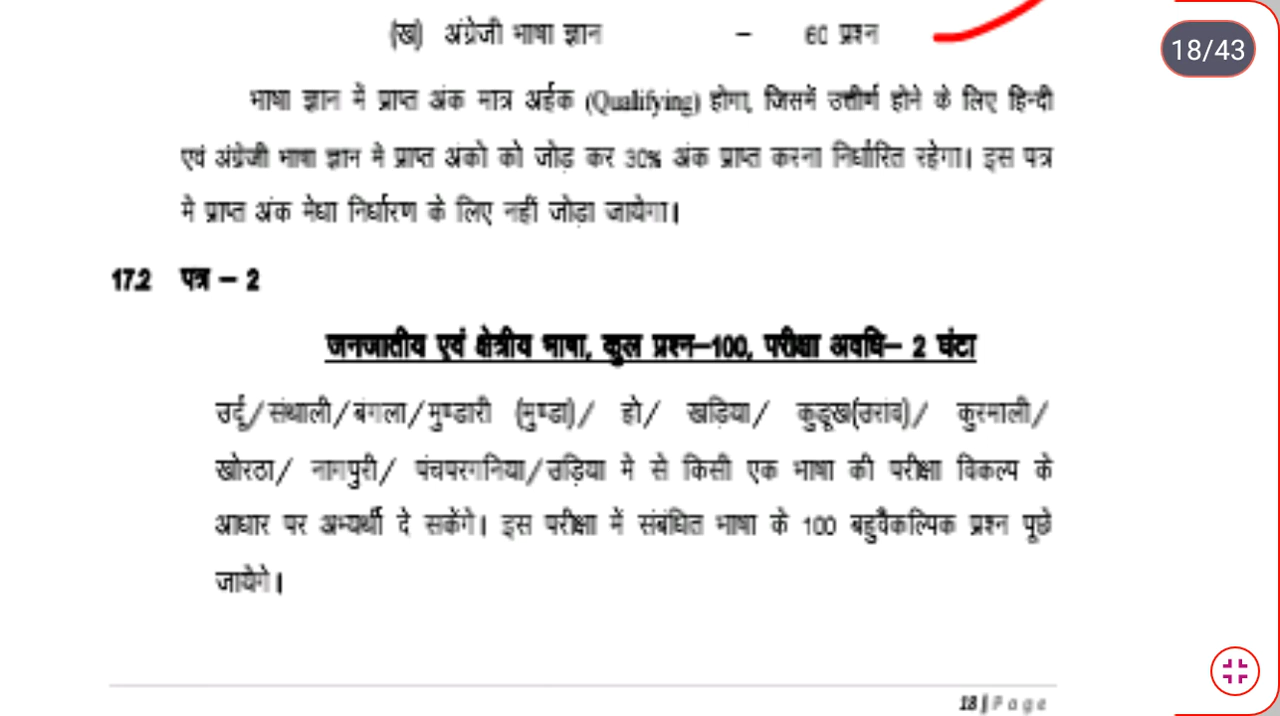 (ख) अंग्रेजी भाषा ज्ञान – 60 प्रश्न
18/43
भाषा ज्ञान में प्राप्त अंक मात्र अर्हक (Qualifying) होगा, जिसमें उत्तीर्ण होने के लिए हिन्दी
एवं अंग्रेजी भाषा ज्ञान मे प्राप्त अंको को जोड़ कर 30% अंक प्राप्त करना निर्धारित रहेगा। इस पत्र
मे प्राप्त अंक मेधा निर्धारण के लिए नहीं जोड़ा जायेगा।
17.2 पत्र – 2
जनजातीय एवं क्षेत्रीय भाषा, कुल प्रश्न–100, परीक्षा अवधि– 2 घंटा
उर्दू/संथाली/बंगला/मुण्डारी (मुण्डा)/ हो/ खड़िया/ कुडूख(उरांव)/ कुरमाली/
खोरठा/ नागपुरी/ पंचपरगनिया/उड़िया मे से किसी एक भाषा की परीक्षा विकल्प के
आधार पर अभ्यर्थी दे सकेंगे। इस परीक्षा में संबंधित भाषा के 100 बहुवैकल्पिक प्रश्न पूछे
जायेगे।
18 | Page